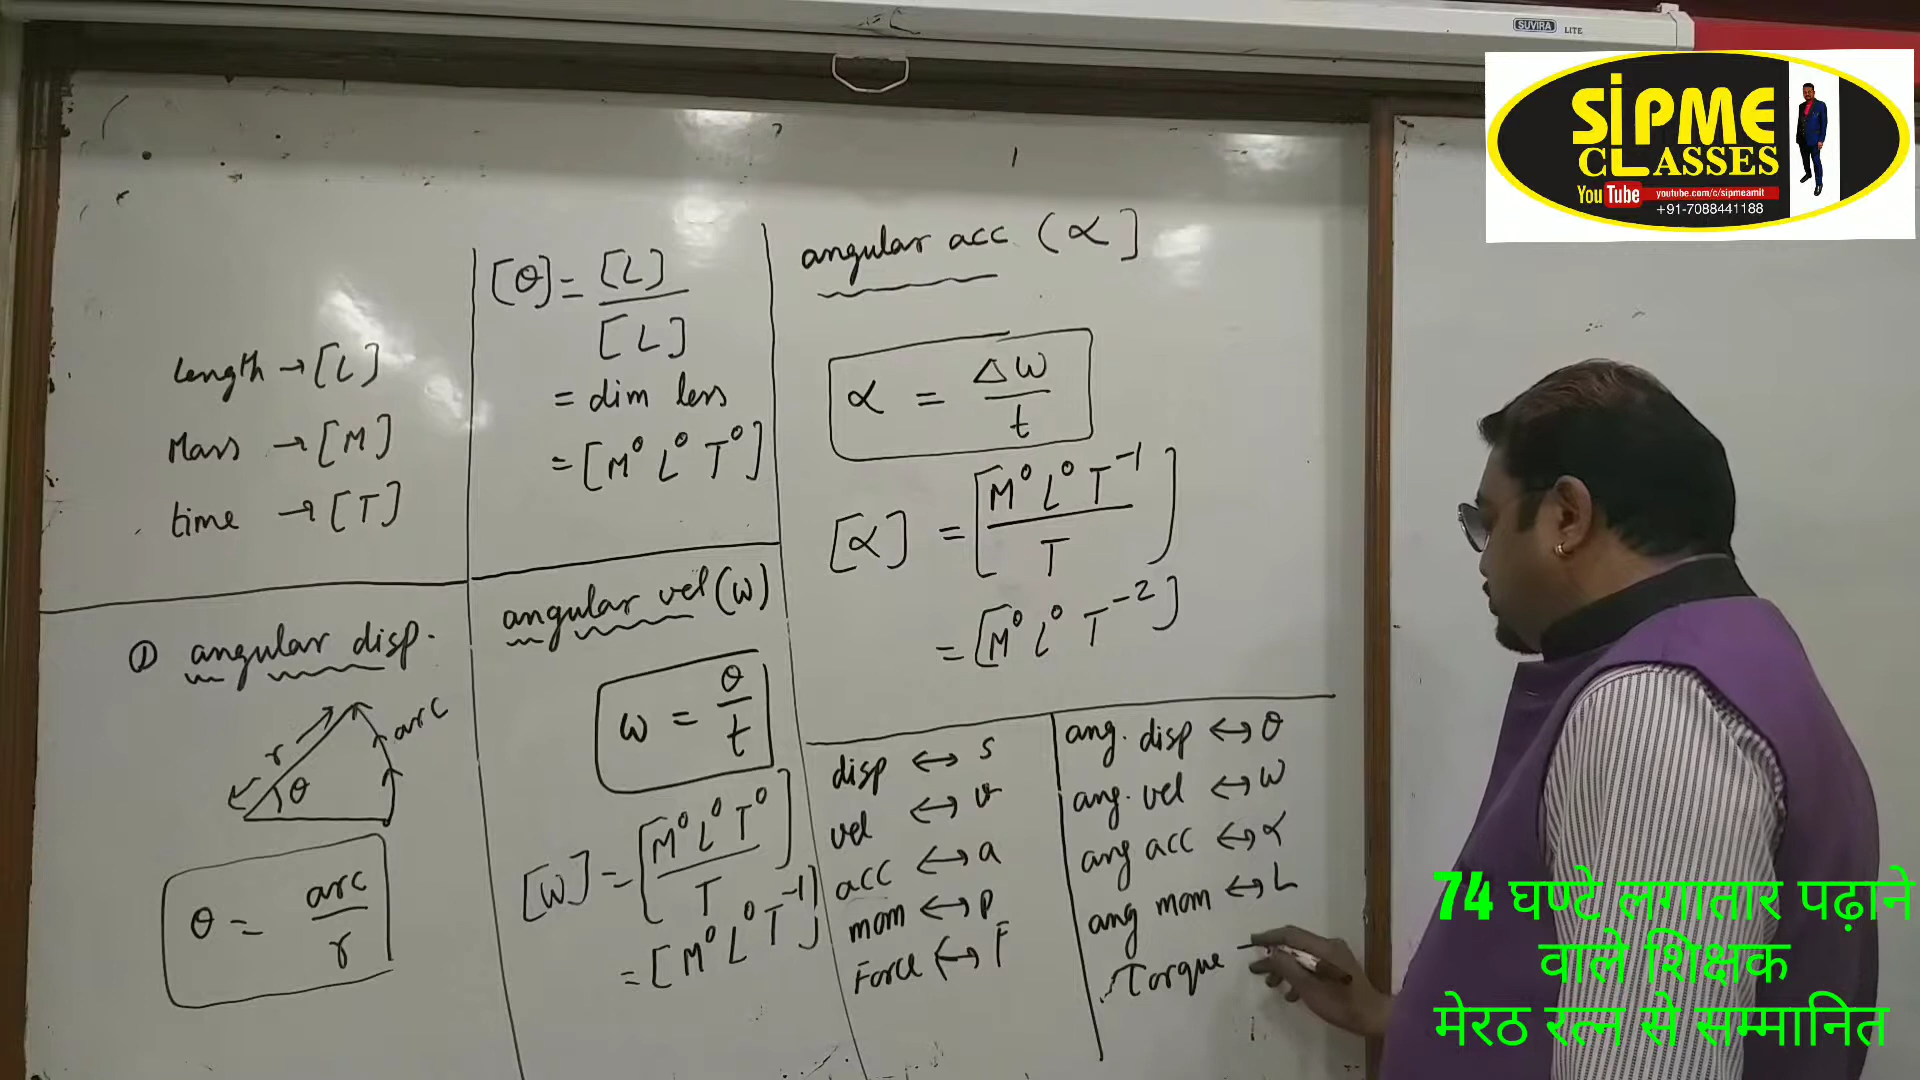 SUVIRA LITE
SiPME
CLASSES
YouTube youtube.com/c/sipmeamit
+91-7088441188
Length → [L]
Mass → [M]
time → [T]
① angular disp.
r
θ
arc
θ = arc / r
[θ] = [L] / [L]
= dim less
= [M⁰ L⁰ T⁰]
angular vel (ω)
ω = θ / t
[ω] = [M⁰ L⁰ T⁰ / T]
= [M⁰ L⁰ T⁻¹]
angular acc (α]
α = Δω / t
[α] = [M⁰ L⁰ T⁻¹ / T]
= [M⁰ L⁰ T⁻²]
disp ↔ s
vel ↔ v
acc ↔ a
mom ↔ p
Force ↔ F
ang. disp ↔ θ
ang. vel ↔ ω
ang acc ↔ α
ang mom ↔ L
Torque
74 घण्टे लगातार पढ़ाने
वाले शिक्षक
मेरठ रत्न से सम्मानित